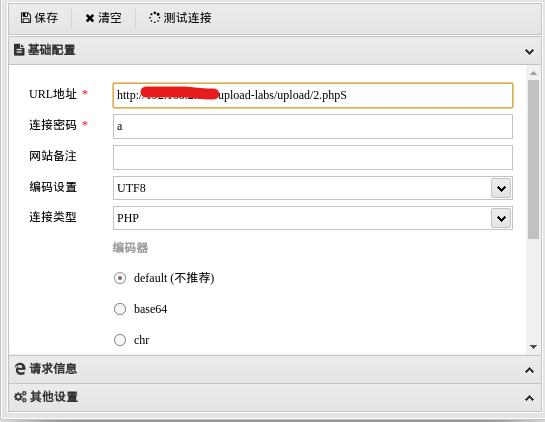 保存 清空 测试连接
基础配置
URL地址 * http:/ upload-labs/upload/2.phpS
连接密码 * a
网站备注
编码设置 UTF8
连接类型 PHP
编码器
default (不推荐)
base64
chr
请求信息
其他设置